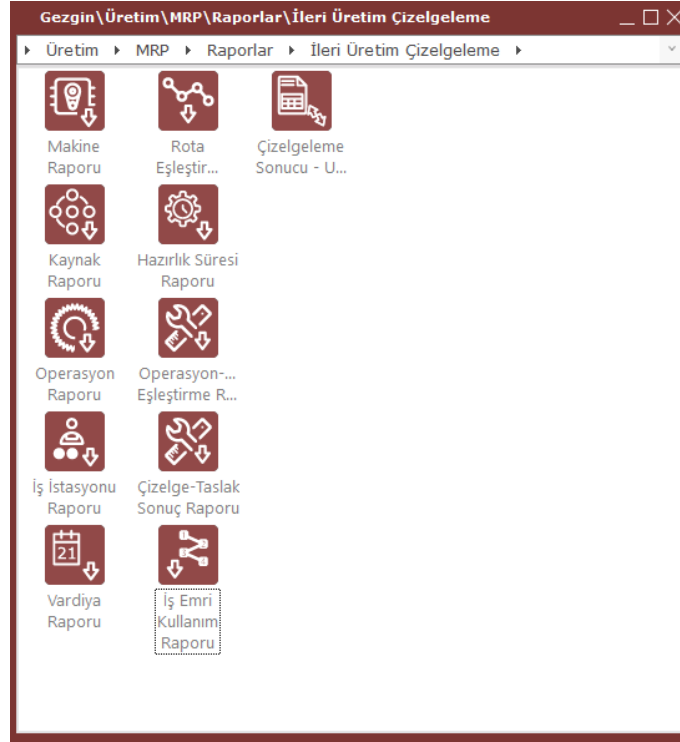 Gezgin\Üretim\MRP\Raporlar\İleri Üretim Çizelgeleme
Üretim MRP Raporlar İleri Üretim Çizelgeleme
Makine
Raporu
Rota
Eşleştir...
Çizelgeleme
Sonucu - U...
Kaynak
Raporu
Hazırlık Süresi
Raporu
Operasyon
Raporu
Operasyon-...
Eşleştirme R...
İş İstasyonu
Raporu
Çizelge-Taslak
Sonuç Raporu
21
Vardiya
Raporu
İş Emri
Kullanım
Raporu